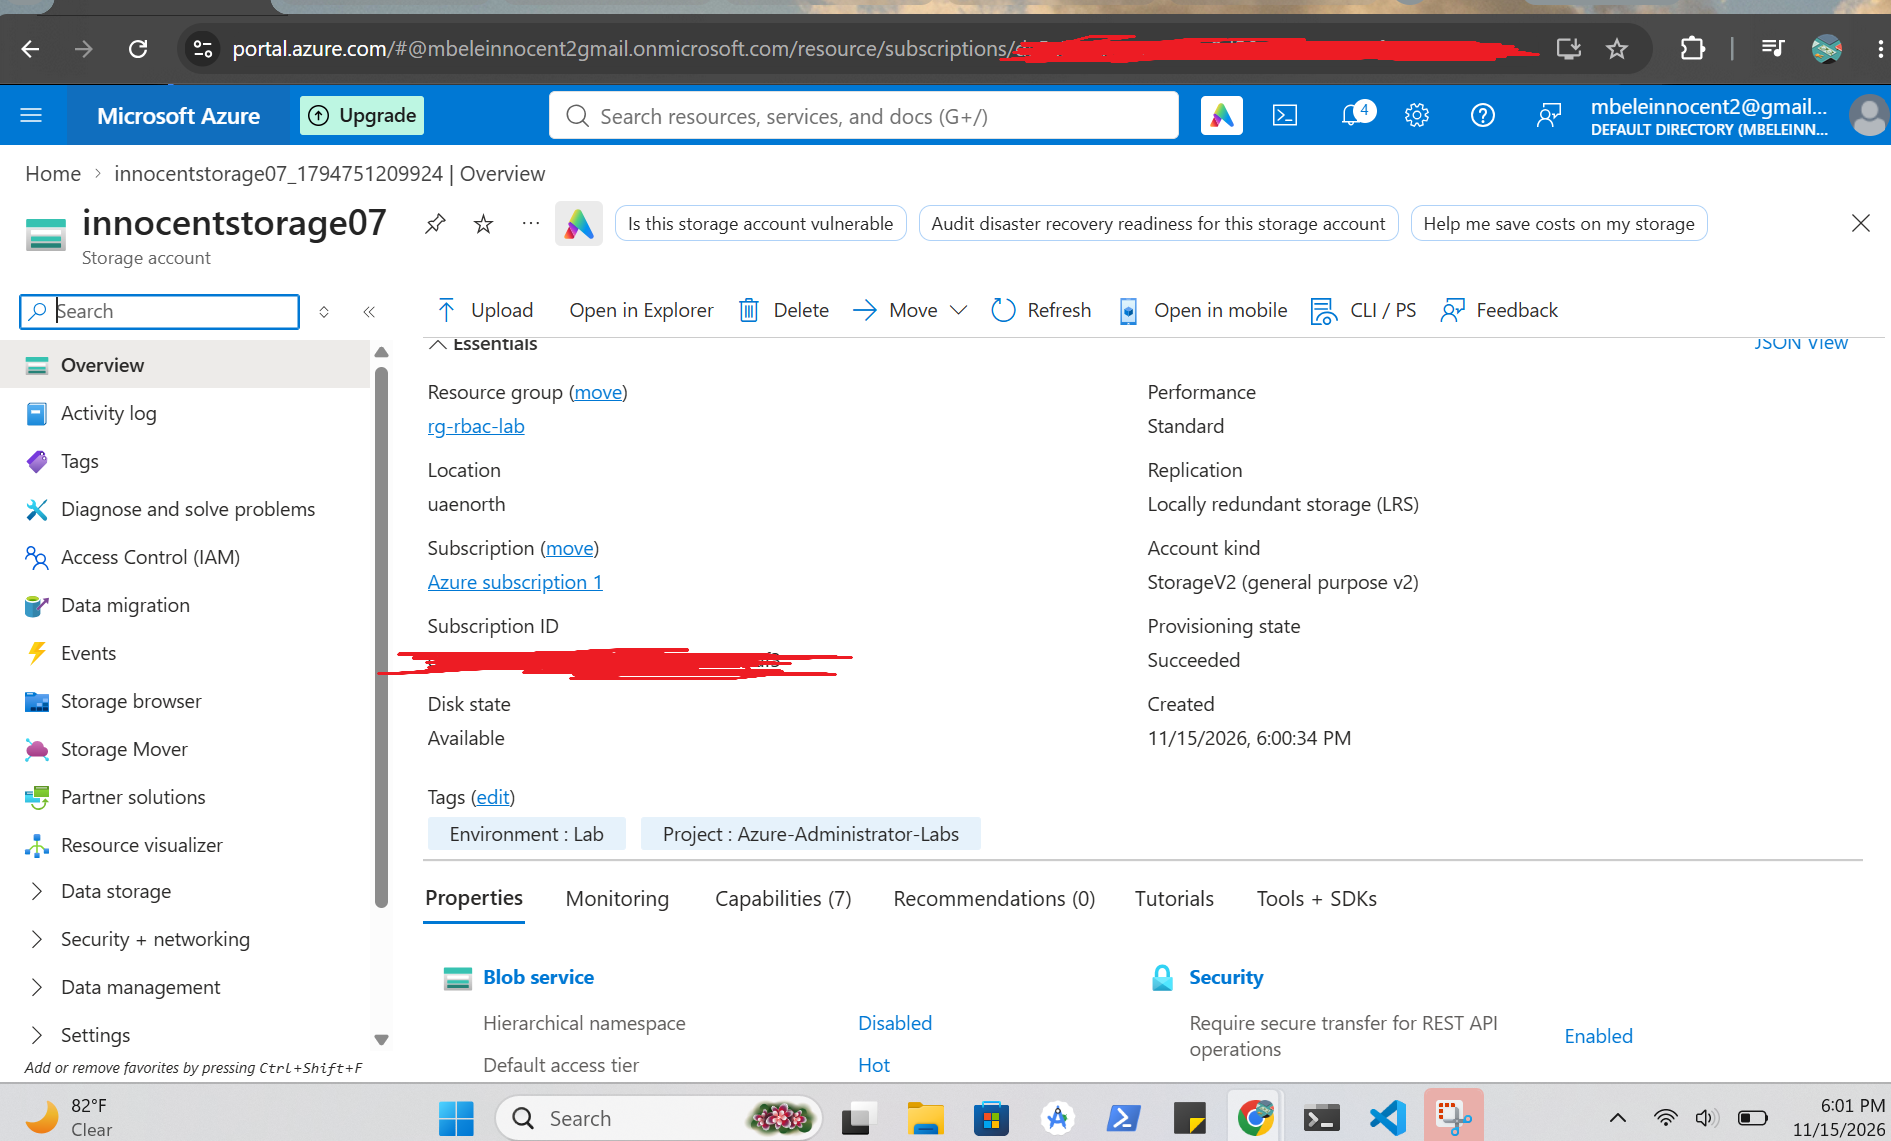 portal.azure.com/#@mbeleinnocent2gmail.onmicrosoft.com/resource/subscriptions/
Microsoft Azure
Upgrade
Search resources, services, and docs (G+/)
4
mbeleinnocent2@gmail...
DEFAULT DIRECTORY (MBELEINN...
Home > innocentstorage07_1794751209924 | Overview
innocentstorage07
Storage account
Is this storage account vulnerable
Audit disaster recovery readiness for this storage account
Help me save costs on my storage
Search
Upload
Open in Explorer
Delete
Move
Refresh
Open in mobile
CLI / PS
Feedback
Overview
Activity log
Tags
Diagnose and solve problems
Access Control (IAM)
Data migration
Events
Storage browser
Storage Mover
Partner solutions
Resource visualizer
Data storage
Security + networking
Data management
Settings
Add or remove favorites by pressing Ctrl+Shift+F
Essentials
JSON View
Resource group (move)
rg-rbac-lab
Location
uaenorth
Subscription (move)
Azure subscription 1
Subscription ID
Disk state
Available
Performance
Standard
Replication
Locally redundant storage (LRS)
Account kind
StorageV2 (general purpose v2)
Provisioning state
Succeeded
Created
11/15/2026, 6:00:34 PM
Tags (edit)
Environment : Lab
Project : Azure-Administrator-Labs
Properties
Monitoring
Capabilities (7)
Recommendations (0)
Tutorials
Tools + SDKs
Blob service
Hierarchical namespace
Disabled
Default access tier
Hot
Security
Require secure transfer for REST API
operations
Enabled
82°F
Clear
Search
6:01 PM
11/15/2026